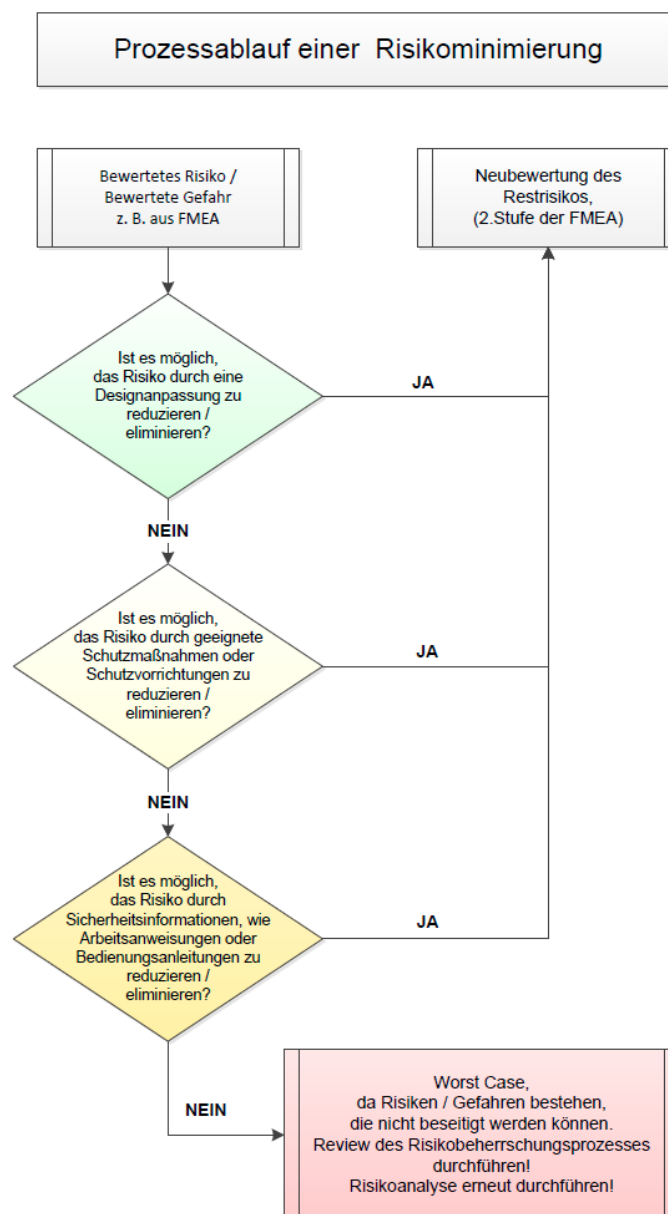 Prozessablauf einer Risikominimierung
Bewertetes Risiko /
Bewertete Gefahr
z. B. aus FMEA
Neubewertung des
Restrisikos,
(2.Stufe der FMEA)
Ist es möglich,
das Risiko durch eine
Designanpassung zu
reduzieren /
eliminieren?
JA
NEIN
Ist es möglich,
das Risiko durch geeignete
Schutzmaßnahmen oder
Schutzvorrichtungen zu
reduzieren /
eliminieren?
JA
NEIN
Ist es möglich,
das Risiko durch
Sicherheitsinformationen, wie
Arbeitsanweisungen oder
Bedienungsanleitungen zu
reduzieren /
eliminieren?
JA
NEIN
Worst Case,
da Risiken / Gefahren bestehen,
die nicht beseitigt werden können.
Review des Risikobeherrschungsprozesses
durchführen!
Risikoanalyse erneut durchführen!